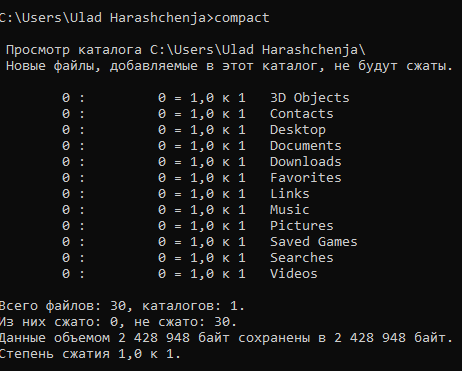 C:\Users\Ulad Harashchenja>compact
Просмотр каталога C:\Users\Ulad Harashchenja\
Новые файлы, добавляемые в этот каталог, не будут сжаты.
0 : 0 = 1,0 к 1 3D Objects
0 : 0 = 1,0 к 1 Contacts
0 : 0 = 1,0 к 1 Desktop
0 : 0 = 1,0 к 1 Documents
0 : 0 = 1,0 к 1 Downloads
0 : 0 = 1,0 к 1 Favorites
0 : 0 = 1,0 к 1 Links
0 : 0 = 1,0 к 1 Music
0 : 0 = 1,0 к 1 Pictures
0 : 0 = 1,0 к 1 Saved Games
0 : 0 = 1,0 к 1 Searches
0 : 0 = 1,0 к 1 Videos
Всего файлов: 30, каталогов: 1.
Из них сжато: 0, не сжато: 30.
Данные объемом 2 428 948 байт сохранены в 2 428 948 байт.
Степень сжатия 1,0 к 1.